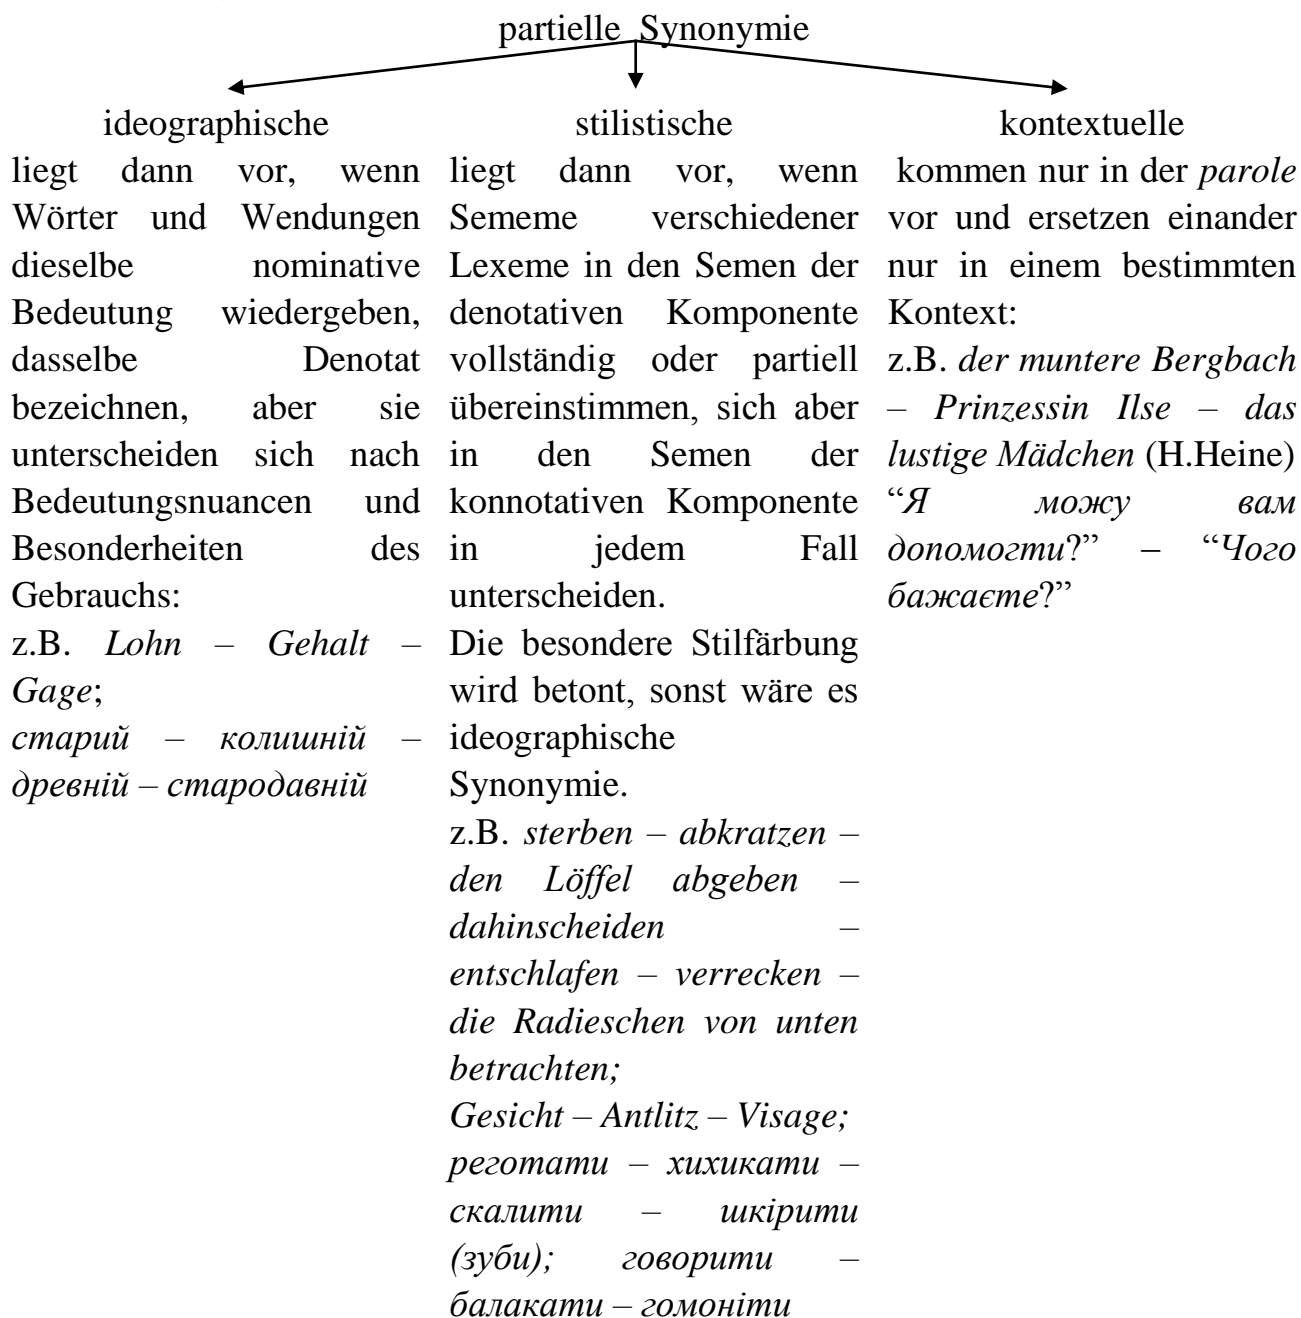 partielle Synonymie
ideographische
liegt dann vor, wenn
Wörter und Wendungen
dieselbe nominative
Bedeutung wiedergeben,
dasselbe Denotat
bezeichnen, aber sie
unterscheiden sich nach
Bedeutungsnuancen und
Besonderheiten des
Gebrauchs:
z.B. Lohn – Gehalt –
Gage;
старий – колишній –
древній – стародавній
stilistische
liegt dann vor, wenn
Sememe verschiedener
Lexeme in den Semen der
denotativen Komponente
vollständig oder partiell
übereinstimmen, sich aber
in den Semen der
konnotativen Komponente
in jedem Fall
unterscheiden.
Die besondere Stilfärbung
wird betont, sonst wäre es
ideographische
Synonymie.
z.B. sterben – abkratzen –
den Löffel abgeben –
dahinscheiden –
entschlafen – verrecken –
die Radieschen von unten
betrachten;
Gesicht – Antlitz – Visage;
реготати – хихикати –
скалити – шкірити
(зуби); говорити –
балакати – гомоніти
kontextuelle
kommen nur in der parole
vor und ersetzen einander
nur in einem bestimmten
Kontext:
z.B. der muntere Bergbach
– Prinzessin Ilse – das
lustige Mädchen (H.Heine)
“Я можу вам
допомогти?” – “Чого
бажаєте?”